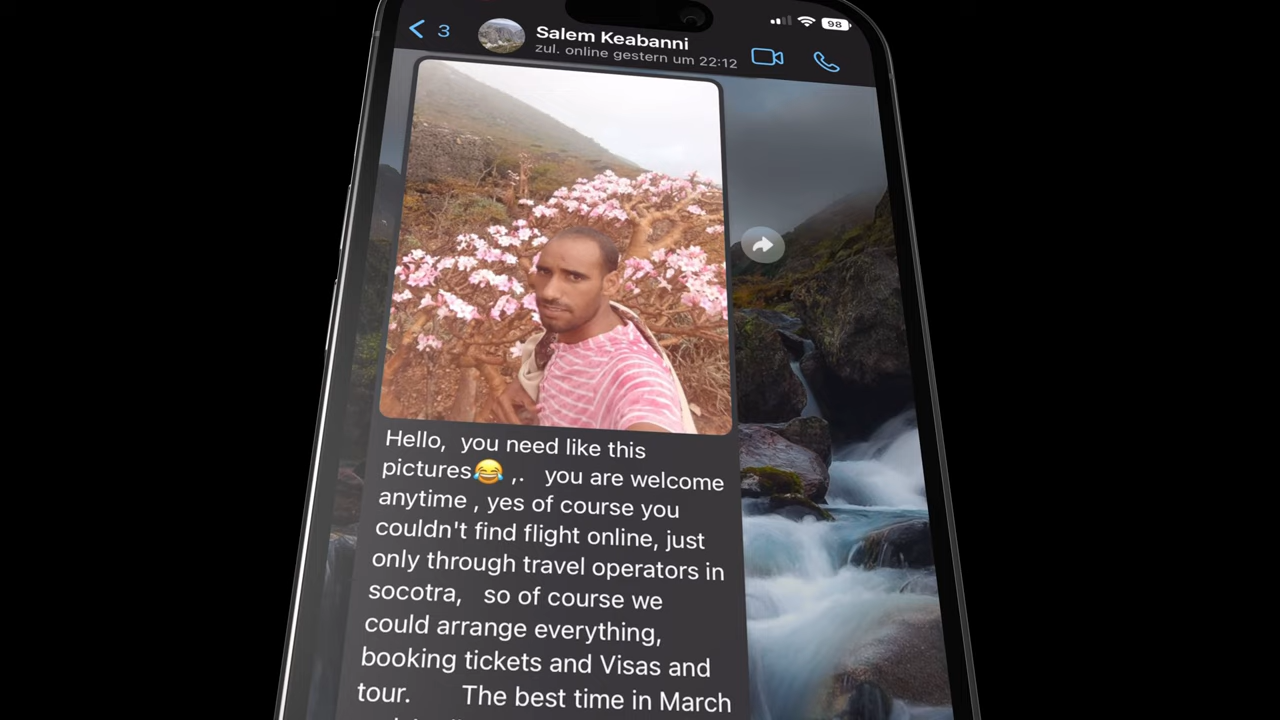 3
Salem Keabanni
zul. online gestern um 22:12
98
Hello, you need like this
pictures😂 ,. you are welcome
anytime , yes of course you
couldn't find flight online, just
only through travel operators in
socotra, so of course we
could arrange everything,
booking tickets and Visas and
tour. The best time in March